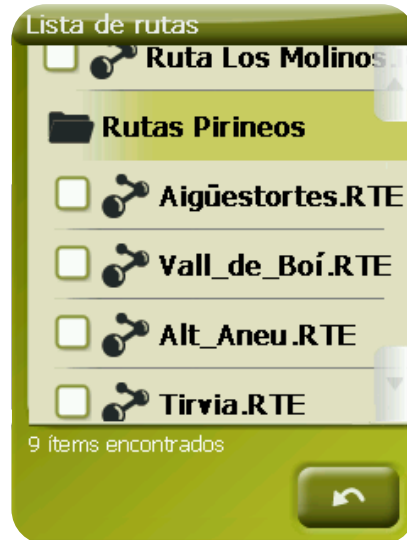 Lista de rutas
Ruta Los Molinos.
Rutas Pirineos
Aigüestortes.RTE
Vall_de_Boí.RTE
Alt_Aneu.RTE
Tirvia.RTE
9 ítems encontrados